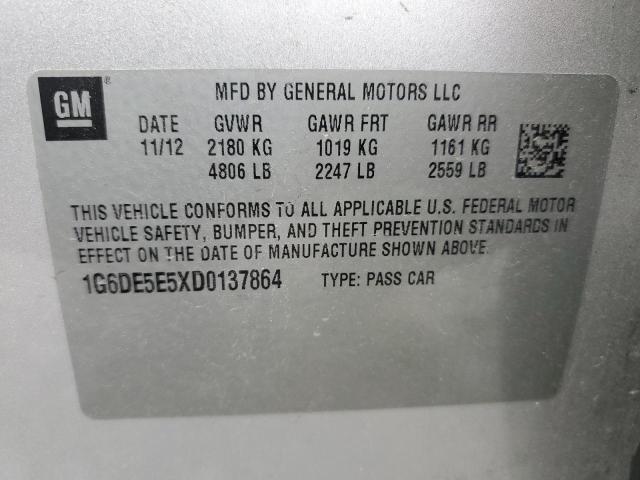 GM ®
MFD BY GENERAL MOTORS LLC
DATE GVWR GAWR FRT GAWR RR
11/12 2180 KG 1019 KG 1161 KG
4806 LB 2247 LB 2559 LB
THIS VEHICLE CONFORMS TO ALL APPLICABLE U.S. FEDERAL MOTOR
VEHICLE SAFETY, BUMPER, AND THEFT PREVENTION STANDARDS IN
EFFECT ON THE DATE OF MANUFACTURE SHOWN ABOVE.
1G6DE5E5XD0137864 TYPE: PASS CAR